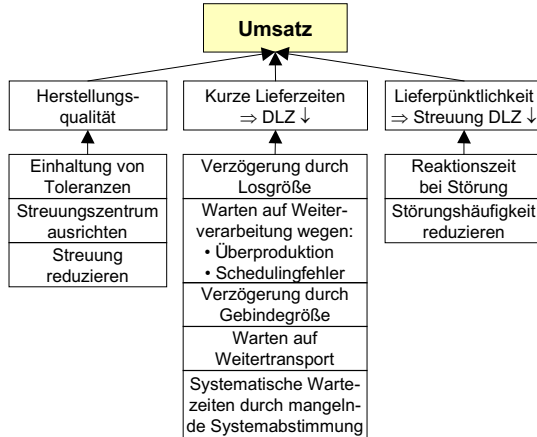 Umsatz
Herstellungs-
qualität
Kurze Lieferzeiten
⇒ DLZ ↓
Lieferpünktlichkeit
⇒ Streuung DLZ ↓
Einhaltung von
Toleranzen
Streuungszentrum
ausrichten
Streuung
reduzieren
Verzögerung durch
Losgröße
Warten auf Weiter-
verarbeitung wegen:
• Überproduktion
• Schedulingfehler
Verzögerung durch
Gebindegröße
Warten auf
Weitertransport
Systematische Warte-
zeiten durch mangeln-
de Systemabstimmung
Reaktionszeit
bei Störung
Störungshäufigkeit
reduzieren